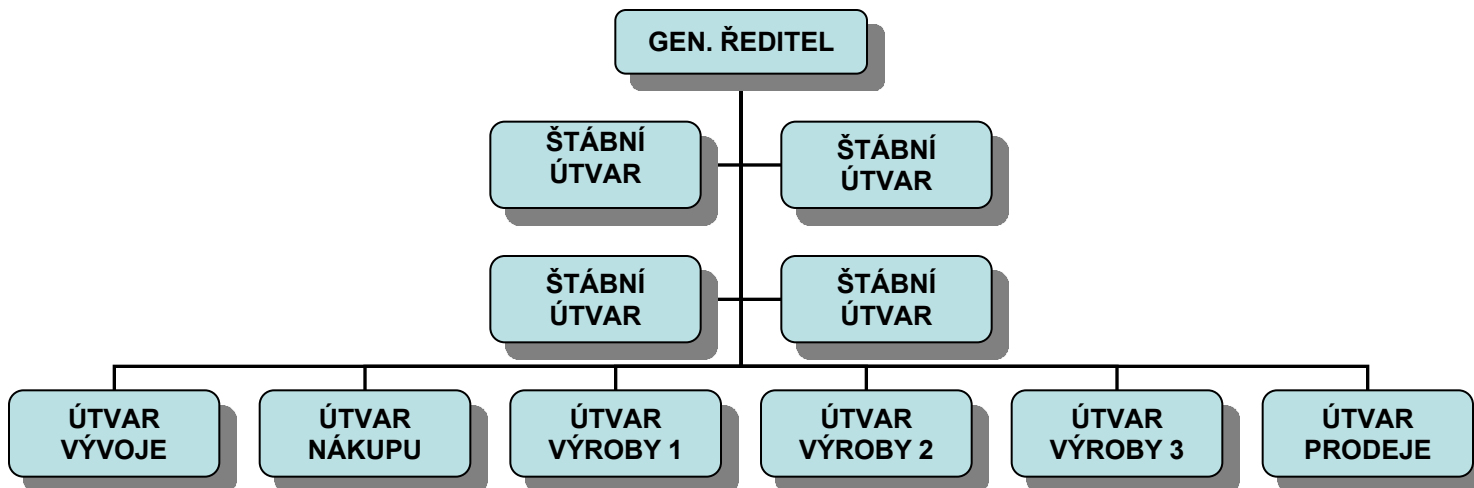 GEN. ŘEDITEL
ŠTÁBNÍ
ÚTVAR
ŠTÁBNÍ
ÚTVAR
ŠTÁBNÍ
ÚTVAR
ŠTÁBNÍ
ÚTVAR
ÚTVAR
VÝVOJE
ÚTVAR
NÁKUPU
ÚTVAR
VÝROBY 1
ÚTVAR
VÝROBY 2
ÚTVAR
VÝROBY 3
ÚTVAR
PRODEJE